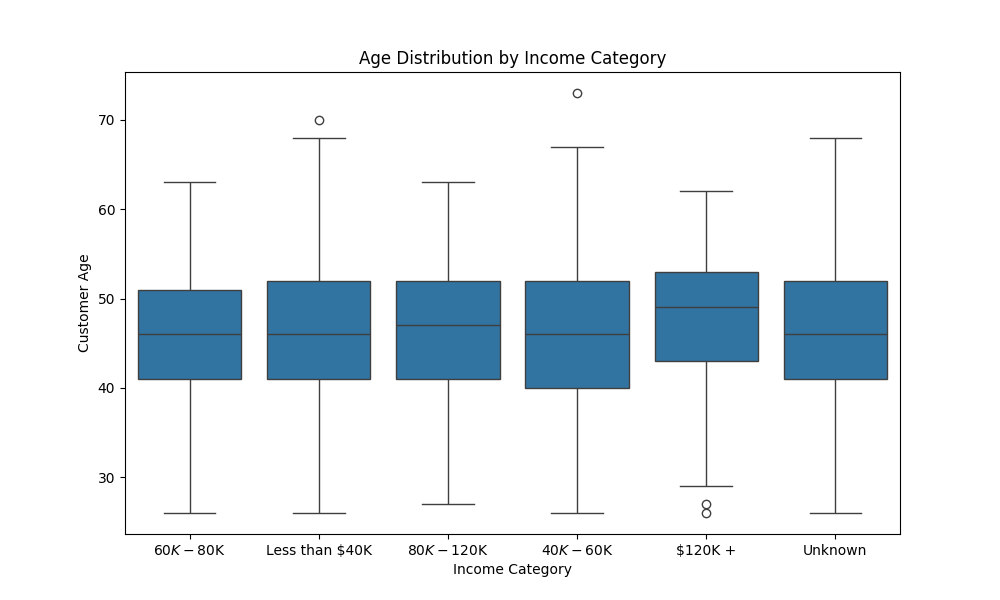 Age Distribution by Income Category
Customer Age
70
60
50
40
30
60K - 80K
Less than $40K
80K - 120K
40K - 60K
$120K +
Unknown
Income Category